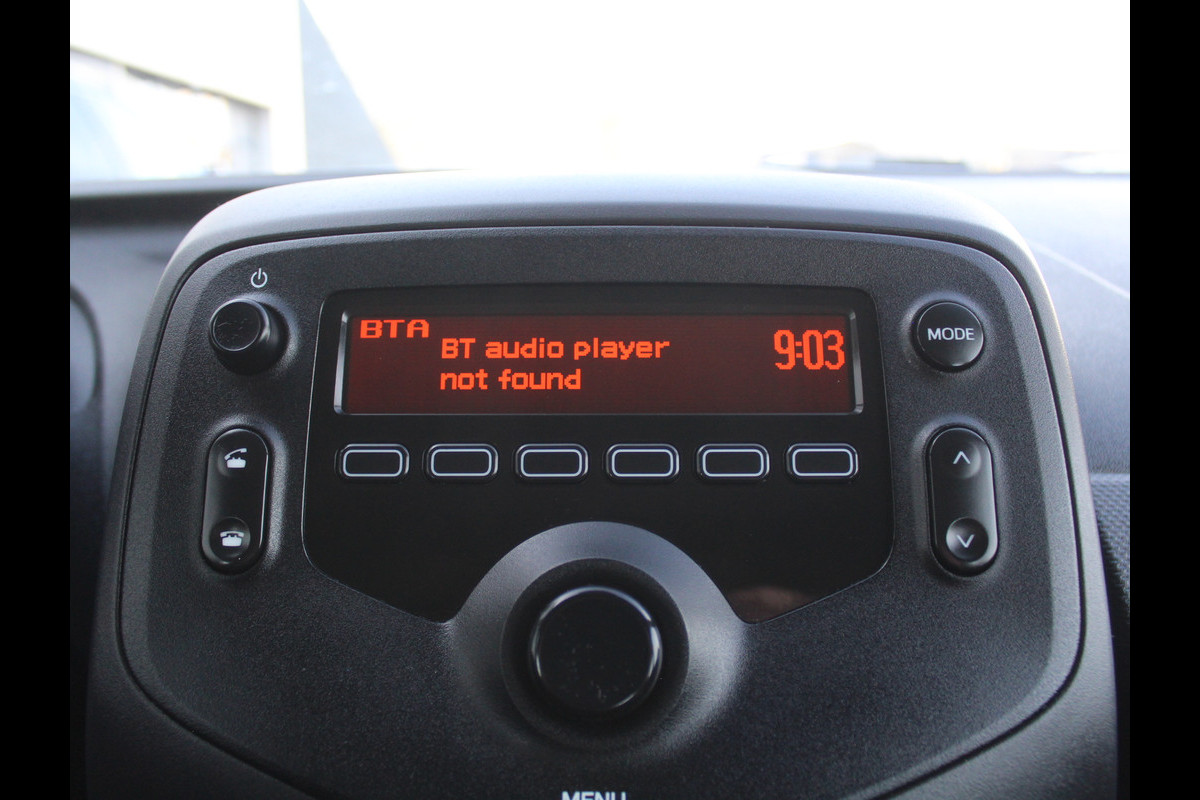 BTA
BT audio player
not found
9:03
MODE
MENU